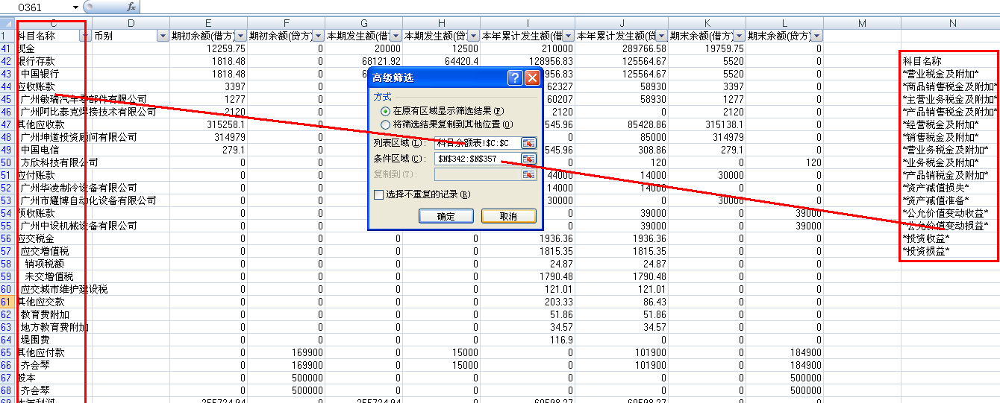 O361
fx
C D E F G H I J K L M N
1 科目名称 币别 期初余额(借方) 期初余额(贷方) 本期发生额(借 本期发生额(贷 本年累计发生额(借 本年累计发生额(贷 期末余额(借方) 期末余额(贷方)
41 现金 12259.75 0 20000 12500 210000 289766.58 19759.75 0
42 银行存款 1818.48 0 68121.92 64420.4 128956.83 125564.67 5520 0 科目名称
43 中国银行 1818.48 0 6 956.83 125564.67 5520 0 *营业税金及附加*
44 应收账款 3397 0 62327 58930 3397 0 *商品销售税金及附加*
45 广州敏瑞汽车零部件有限公司 1277 0 60207 58930 1277 0 *主营业务税金及附加*
46 广州阿比泰克焊接技术有限公司 2120 0 2120 0 2120 0 *产品销售税金及附加*
47 其他应收款 315258.1 0 545.96 85428.86 315138.1 0 *经营税金及附加*
48 广州坤道投资顾问有限公司 314979 0 0 85000 314979 0 *销售税金及附加*
49 中国电信 279.1 0 545.96 308.86 279.1 0 *营业务税金及附加*
50 方欣科技有限公司 0 0 0 120 0 120 *业务税金及附加*
51 应付账款 0 0 44000 14000 30000 0 *产品销税金及附加*
52 广州华凌制冷设备有限公司 0 0 14000 14000 0 0 *资产减值损失*
53 广州市耀博自动化设备有限公司 0 0 30000 0 30000 0 *资产减值准备*
54 预收账款 0 0 0 39000 0 39000 *公允价值变动收益*
55 广州中设机械设备有限公司 0 0 0 39000 0 39000 *公允价值变动损益*
56 应交税金 0 0 0 0 1936.36 1936.36 0 0 *投资收益*
57 应交增值税 0 0 0 0 1815.35 1815.35 0 0 *投资损益*
58 销项税额 0 0 0 0 24.87 24.87 0 0
59 未交增值税 0 0 0 0 1790.48 1790.48 0 0
60 应交城市维护建设税 0 0 0 0 121.01 121.01 0 0
61 其他应交款 0 0 0 0 203.33 86.43 0 0
62 教育费附加 0 0 0 0 51.86 51.86 0 0
63 地方教育费附加 0 0 0 0 34.57 34.57 0 0
64 堤围费 0 0 0 0 116.9 0 0 0
65 其他应付款 0 169900 0 15000 0 101900 0 184900
66 齐会琴 0 169900 0 15000 0 101900 0 184900
67 股本 0 500000 0 0 0 0 0 500000
68 齐会琴 0 500000 0 0 0 0 0 500000
69 本年利润 255724.94 0 255724.94 0 60598.27 60598.27 0 0
高级筛选
方式
在原有区域显示筛选结果(F)
将筛选结果复制到其他位置(O)
列表区域(L): 科目余额表!$C:$C
条件区域(C): $N$342:$N$357
复制到(T):
选择不重复的记录(R)
确定 取消